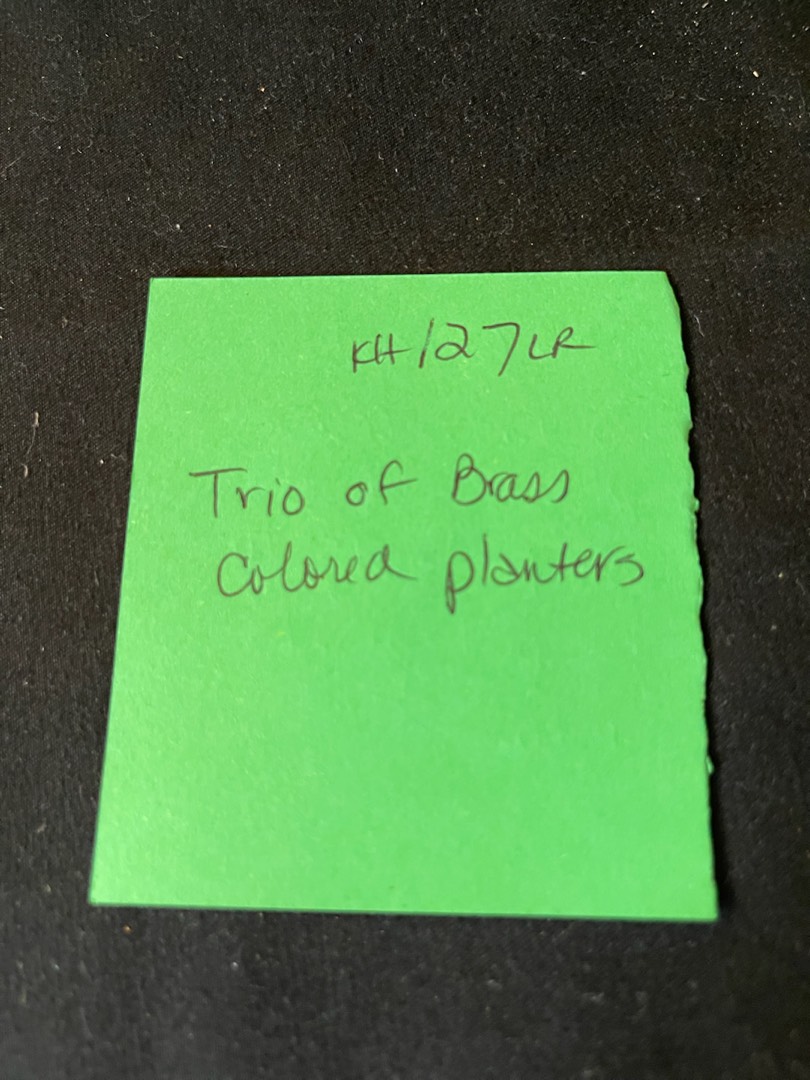 KH127LR
Trio of Brass
Colored planters